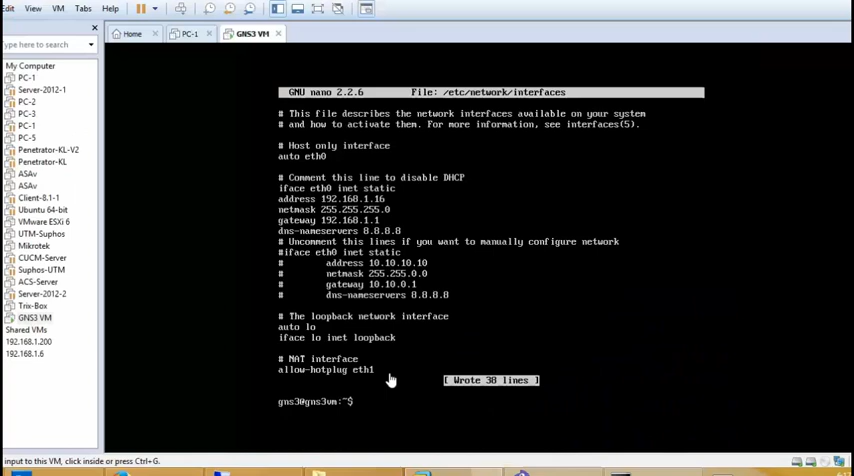 Edit View VM Tabs Help
Type here to search
Home PC-1 GNS3 VM
My Computer
PC-1
Server-2012-1
PC-2
PC-3
PC-1
PC-5
Penetrator-KL-V2
Penetrator-KL
ASAv
ASAv
Client-8.1-1
Ubuntu 64-bit
VMware ESXi 6
UTM-Suphos
Mikrotek
CUCM-Server
Suphos-UTM
ACS-Server
Server-2012-2
Trix-Box
GNS3 VM
Shared VMs
192.168.1.200
192.168.1.6
GNU nano 2.2.6 File: /etc/network/interfaces
# This file describes the network interfaces available on your system
# and how to activate them. For more information, see interfaces(5).
# Host only interface
auto eth0
# Comment this line to disable DHCP
iface eth0 inet static
address 192.168.1.16
netmask 255.255.255.0
gateway 192.168.1.1
dns-nameservers 8.8.8.8
# Uncomment this lines if you want to manually configure network
#iface eth0 inet static
# address 10.10.10.10
# netmask 255.255.0.0
# gateway 10.10.0.1
# dns-nameservers 8.8.8.8
# The loopback network interface
auto lo
iface lo inet loopback
# NAT interface
allow-hotplug eth1
[ Wrote 38 lines ]
gns3@gns3vm:~$
input to this VM, click inside or press Ctrl+G.